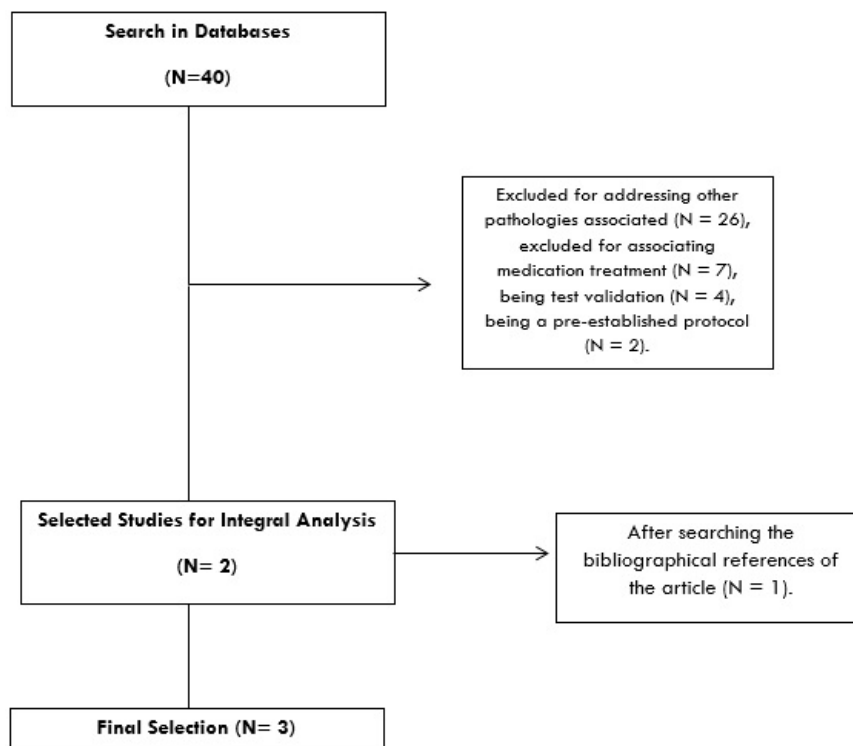 Search in Databases
(N=40)
Excluded for addressing other
pathologies associated (N = 26),
excluded for associating
medication treatment (N = 7),
being test validation (N = 4),
being a pre-established protocol
(N = 2).
Selected Studies for Integral Analysis
(N= 2)
After searching the
bibliographical references of
the article (N = 1).
Final Selection (N= 3)